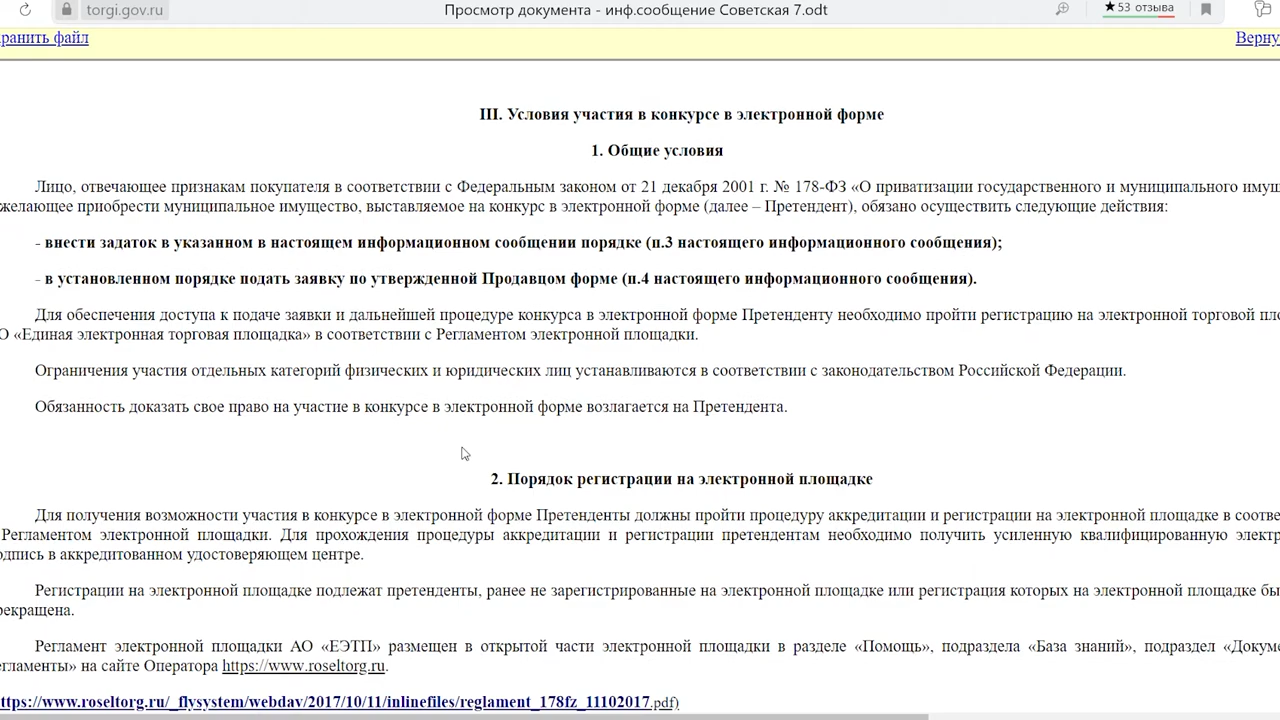 torgi.gov.ru
Просмотр документа - инф.сообщение Советская 7.odt
★53 отзыва
ранить файл
Верну
III. Условия участия в конкурсе в электронной форме
1. Общие условия
Лицо, отвечающее признакам покупателя в соответствии с Федеральным законом от 21 декабря 2001 г. № 178-ФЗ «О приватизации государственного и муниципального имущ
желающее приобрести муниципальное имущество, выставляемое на конкурс в электронной форме (далее – Претендент), обязано осуществить следующие действия:
- внести задаток в указанном в настоящем информационном сообщении порядке (п.3 настоящего информационного сообщения);
- в установленном порядке подать заявку по утвержденной Продавцом форме (п.4 настоящего информационного сообщения).
Для обеспечения доступа к подаче заявки и дальнейшей процедуре конкурса в электронной форме Претенденту необходимо пройти регистрацию на электронной торговой пло
О «Единая электронная торговая площадка» в соответствии с Регламентом электронной площадки.
Ограничения участия отдельных категорий физических и юридических лиц устанавливаются в соответствии с законодательством Российской Федерации.
Обязанность доказать свое право на участие в конкурсе в электронной форме возлагается на Претендента.
2. Порядок регистрации на электронной площадке
Для получения возможности участия в конкурсе в электронной форме Претенденты должны пройти процедуру аккредитации и регистрации на электронной площадке в соотве
Регламентом электронной площадки. Для прохождения процедуры аккредитации и регистрации претендентам необходимо получить усиленную квалифицированную электр
одпись в аккредитованном удостоверяющем центре.
Регистрации на электронной площадке подлежат претенденты, ранее не зарегистрированные на электронной площадке или регистрация которых на электронной площадке бы
рекращена.
Регламент электронной площадки АО «ЕЭТП» размещен в открытой части электронной площадки в разделе «Помощь», подраздела «База знаний», подраздел «Докуме
егламенты» на сайте Оператора https://www.roseltorg.ru.
ttps://www.roseltorg.ru/_flysystem/webdav/2017/10/11/inlinefiles/reglament_178fz_11102017.pdf)